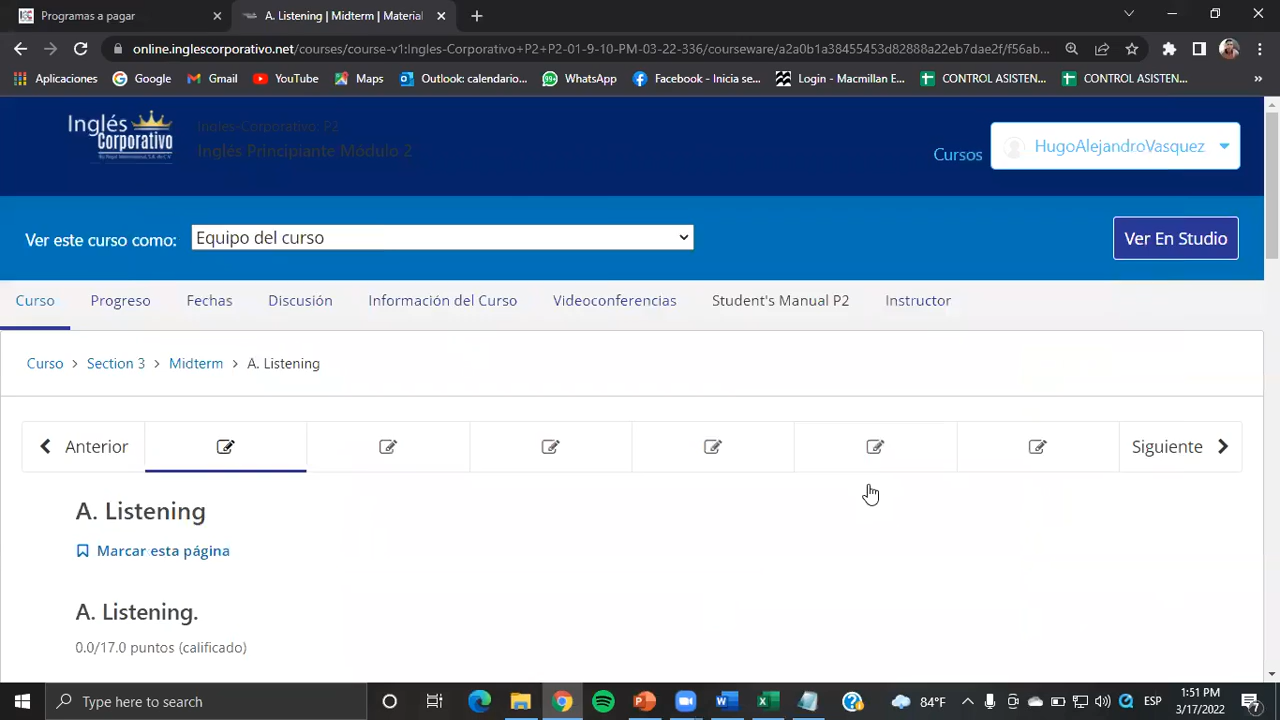 Programas a pagar
A. Listening | Midterm | Material
online.inglescorporativo.net/courses/course-v1:Ingles-Corporativo+P2+P2-01-9-10-PM-03-22-336/courseware/a2a0b1a38455453d82888a22eb7dae2f/f56ab...
Aplicaciones Google Gmail YouTube Maps Outlook: calendario... WhatsApp Facebook - Inicia se... Login - Macmillan E... CONTROL ASISTEN... CONTROL ASISTEN... »
Inglés Corporativo
Ingles-Corporativo: P2
Inglés Principiante Módulo 2
Cursos HugoAlejandroVasquez
Ver este curso como: Equipo del curso Ver En Studio
Curso Progreso Fechas Discusión Información del Curso Videoconferencias Student's Manual P2 Instructor
Curso > Section 3 > Midterm > A. Listening
Anterior Siguiente
A. Listening
Marcar esta página
A. Listening.
0.0/17.0 puntos (calificado)
Type here to search 84°F ESP 1:51 PM
3/17/2022